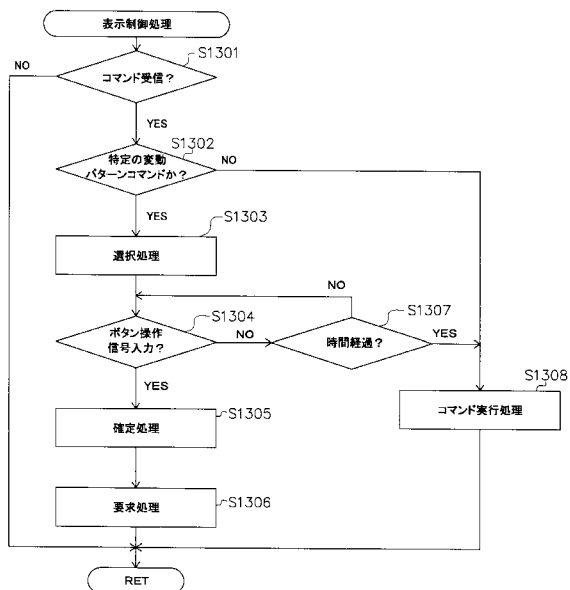 表示制御処理
S1301
NO
コマンド受信?
YES
S1302
特定の変動
パターンコマンドか?
NO
YES
S1303
選択処理
NO
S1304
S1307
ボタン操作
信号入力?
NO
時間経過?
YES
S1308
YES
コマンド実行処理
S1305
確定処理
S1306
要求処理
RET